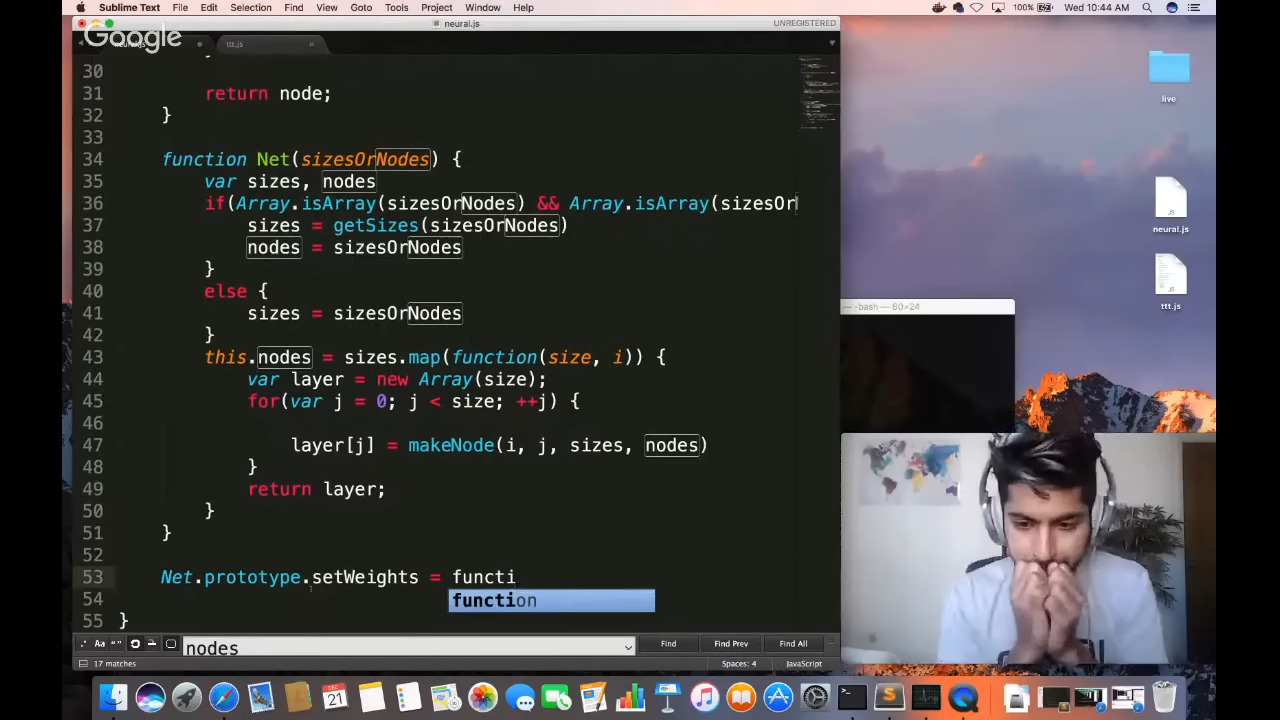 Sublime Text File Edit Selection Find View Goto Tools Project Window Help 100% Wed 10:44 AM
neural.js UNREGISTERED
Google
ttt.js
30
31 return node;
32 }
33
34 function Net(sizesOrNodes) {
35 var sizes, nodes
36 if(Array.isArray(sizesOrNodes) && Array.isArray(sizesOr
37 sizes = getSizes(sizesOrNodes)
38 nodes = sizesOrNodes
39 }
40 else {
41 sizes = sizesOrNodes
42 }
43 this.nodes = sizes.map(function(size, i)) {
44 var layer = new Array(size);
45 for(var j = 0; j < size; ++j) {
46
47 layer[j] = makeNode(i, j, sizes, nodes)
48 }
49 return layer;
50 }
51 }
52
53 Net.prototype.setWeights = functi
function
54
55 }
nodes Find Find Prev Find All
17 matches Spaces: 4 JavaScript
live
neural.js
ttt.js
— -bash — 80×24